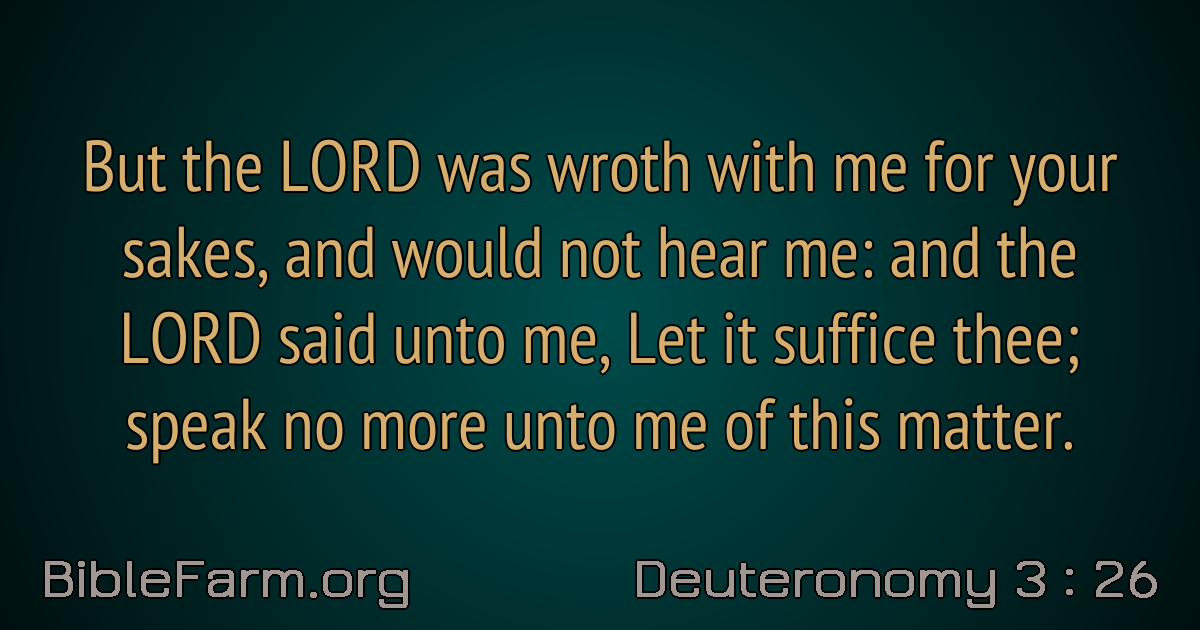 But the LORD was wroth with me for your
sakes, and would not hear me: and the
LORD said unto me, Let it suffice thee;
speak no more unto me of this matter.
BibleFarm.org
Deuteronomy 3 : 26